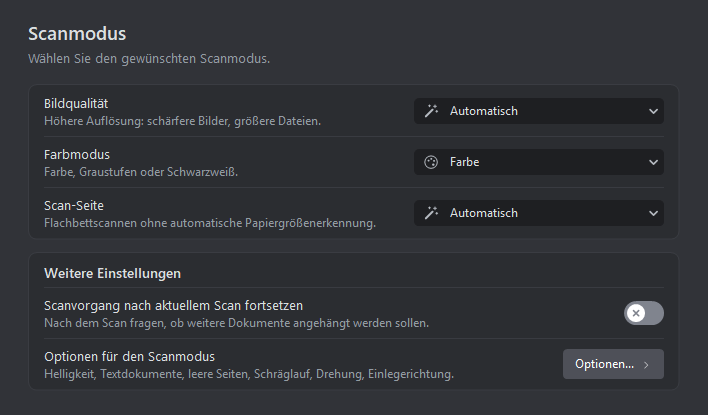 Scanmodus
Wählen Sie den gewünschten Scanmodus.
Bildqualität
Höhere Auflösung: schärfere Bilder, größere Dateien.
Automatisch
Farbmodus
Farbe, Graustufen oder Schwarzweiß.
Farbe
Scan-Seite
Flachbettscannen ohne automatische Papiergrößenerkennung.
Automatisch
Weitere Einstellungen
Scanvorgang nach aktuellem Scan fortsetzen
Nach dem Scan fragen, ob weitere Dokumente angehängt werden sollen.
Optionen für den Scanmodus
Helligkeit, Textdokumente, leere Seiten, Schräglauf, Drehung, Einlegerichtung.
Optionen...